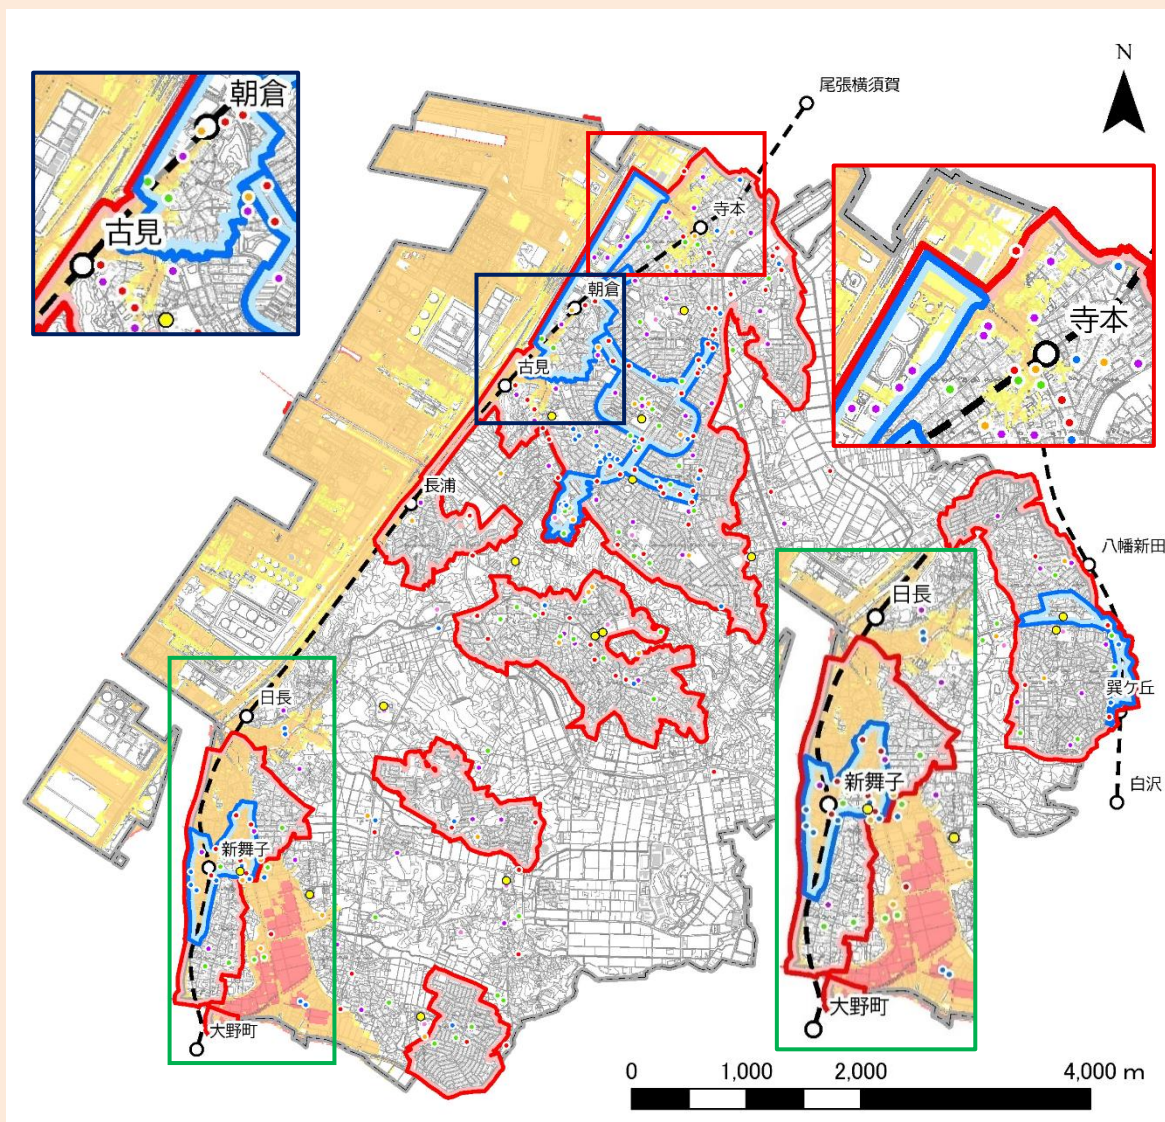 N
尾張横須賀
朝倉
古見
寺本
寺本
朝倉
古見
長浦
八幡新田
日長
日長
巽ケ丘
新舞子
白沢
新舞子
大野町
大野町
0 1,000 2,000 4,000 m